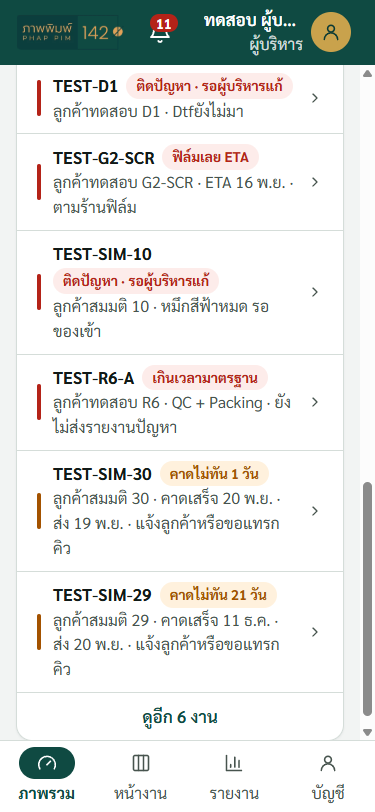 ภาพพิมพ์
PHAP PIM
142
11
ทดสอบ ผู้บ...
ผู้บริหาร
TEST-D1 ติดปัญหา · รอผู้บริหารแก้
ลูกค้าทดสอบ D1 · Dtfยังไม่มา
TEST-G2-SCR ฟิล์มเลย ETA
ลูกค้าทดสอบ G2-SCR · ETA 16 พ.ย. ·
ตามร้านฟิล์ม
TEST-SIM-10
ติดปัญหา · รอผู้บริหารแก้
ลูกค้าสมมติ 10 · หมึกสีฟ้าหมด รอ
ของเข้า
TEST-R6-A เกินเวลามาตรฐาน
ลูกค้าทดสอบ R6 · QC + Packing · ยัง
ไม่ส่งรายงานปัญหา
TEST-SIM-30 คาดไม่ทัน 1 วัน
ลูกค้าสมมติ 30 · คาดเสร็จ 20 พ.ย. ·
ส่ง 19 พ.ย. · แจ้งลูกค้าหรือขอแทรก
คิว
TEST-SIM-29 คาดไม่ทัน 21 วัน
ลูกค้าสมมติ 29 · คาดเสร็จ 11 ธ.ค. ·
ส่ง 20 พ.ย. · แจ้งลูกค้าหรือขอแทรก
คิว
ดูอีก 6 งาน
ภาพรวม หน้างาน รายงาน บัญชี